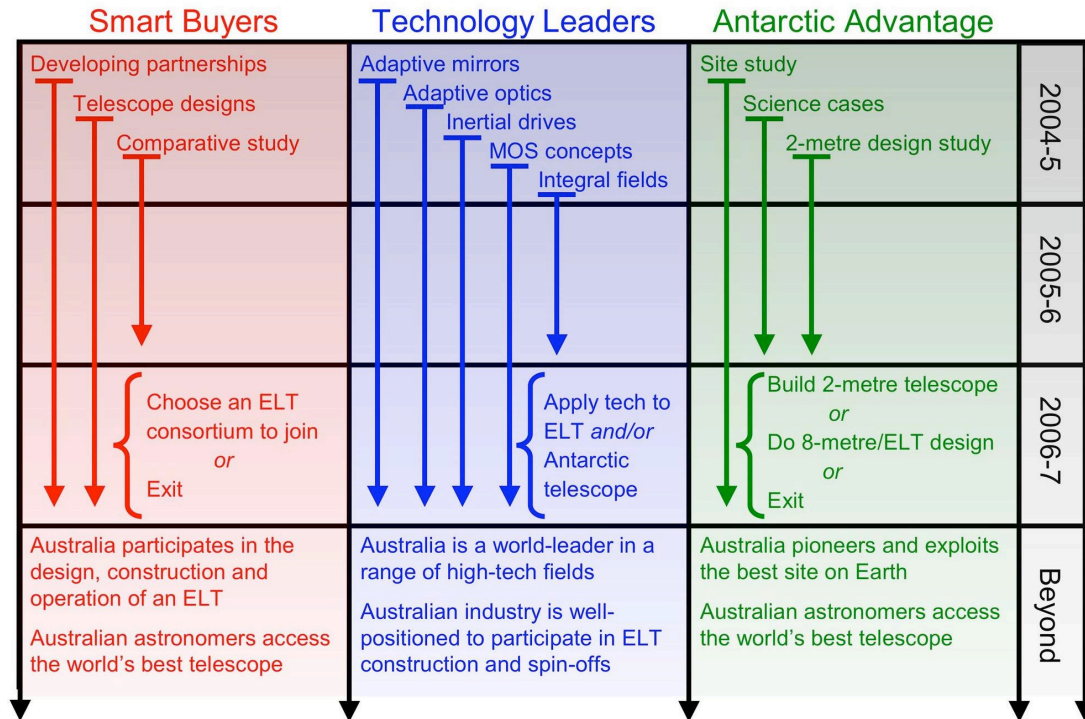 Smart Buyers
Technology Leaders
Antarctic Advantage
Developing partnerships
Telescope designs
Comparative study
Adaptive mirrors
Adaptive optics
Inertial drives
MOS concepts
Integral fields
Site study
Science cases
2-metre design study
2004-5
2005-6
Choose an ELT
consortium to join
or
Exit
Apply tech to
ELT and/or
Antarctic
telescope
Build 2-metre telescope
or
Do 8-metre/ELT design
or
Exit
2006-7
Australia participates in the
design, construction and
operation of an ELT
Australian astronomers access
the world's best telescope
Australia is a world-leader in a
range of high-tech fields
Australian industry is well-
positioned to participate in ELT
construction and spin-offs
Australia pioneers and exploits
the best site on Earth
Australian astronomers access
the world's best telescope
Beyond